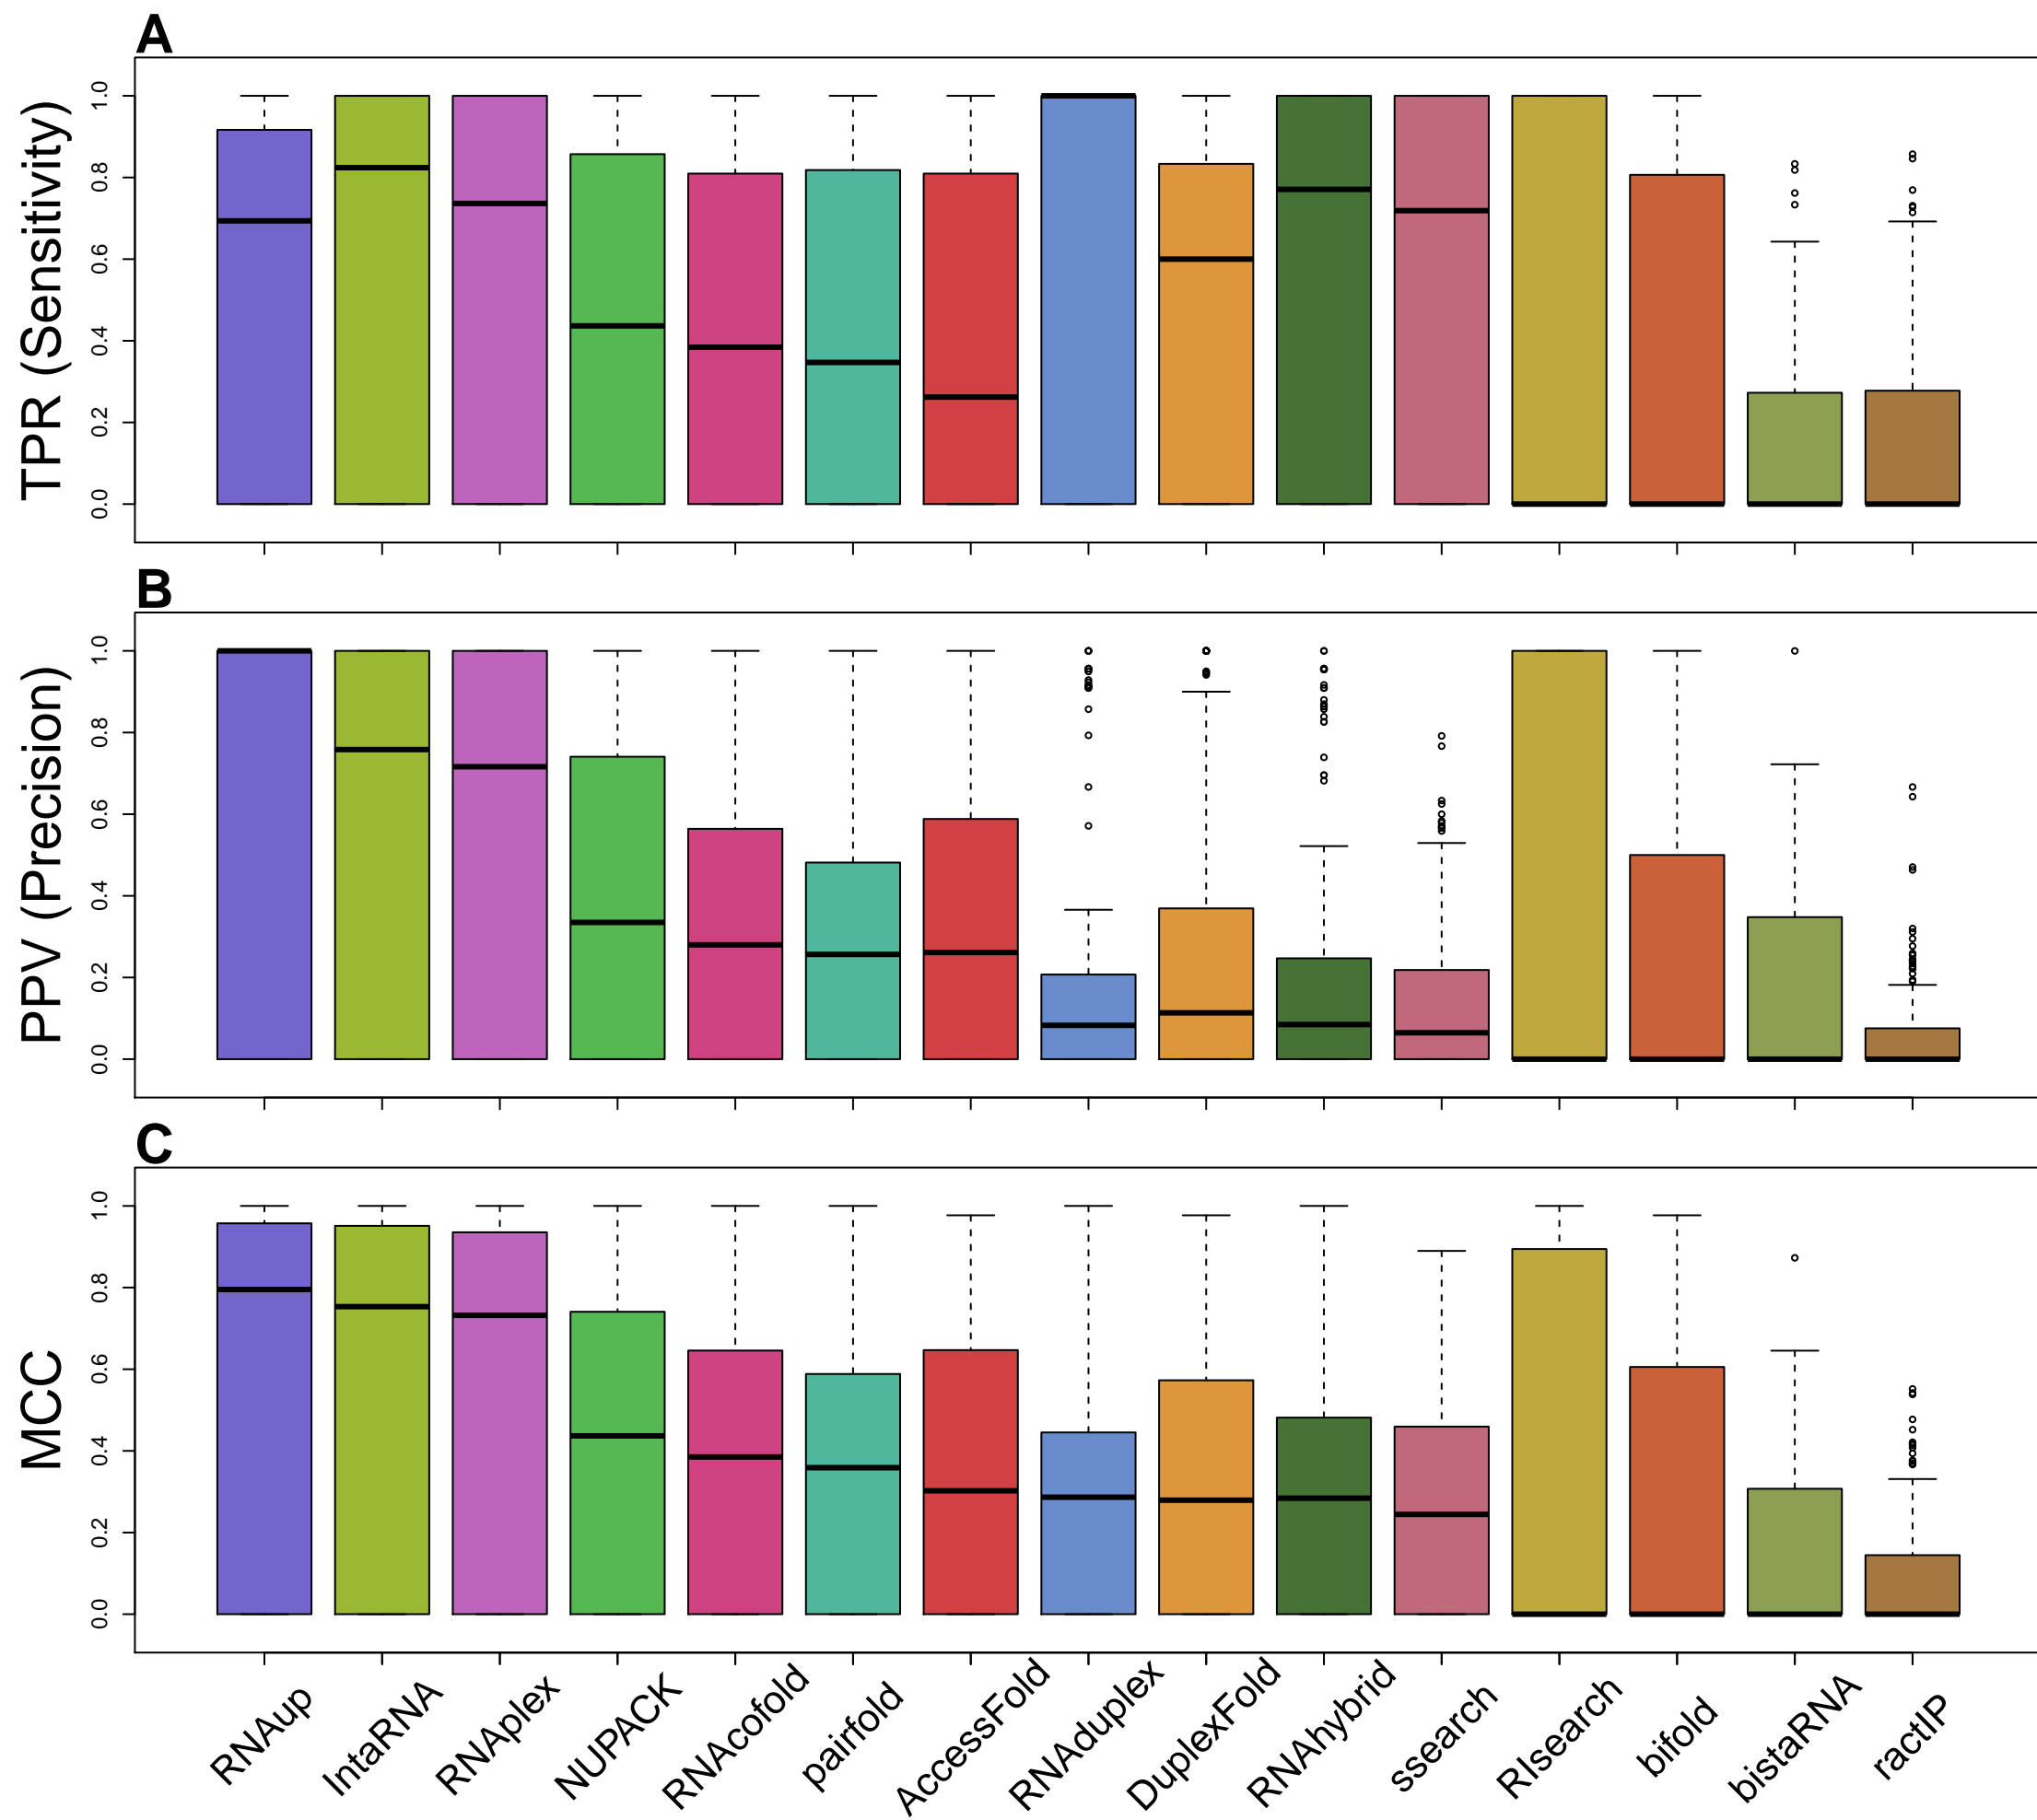 A
TPR (Sensitivity)
1.0
0.8
0.6
0.4
0.2
0.0
B
PPV (Precision)
1.0
0.8
0.6
0.4
0.2
0.0
C
MCC
1.0
0.8
0.6
0.4
0.2
0.0
RNAup
IntaRNA
RNAplex
NUPACK
RNAcofold
pairfold
AccessFold
RNAduplex
DuplexFold
RNAhybrid
ssearch
RIsearch
bifold
bistaRNA
ractIP